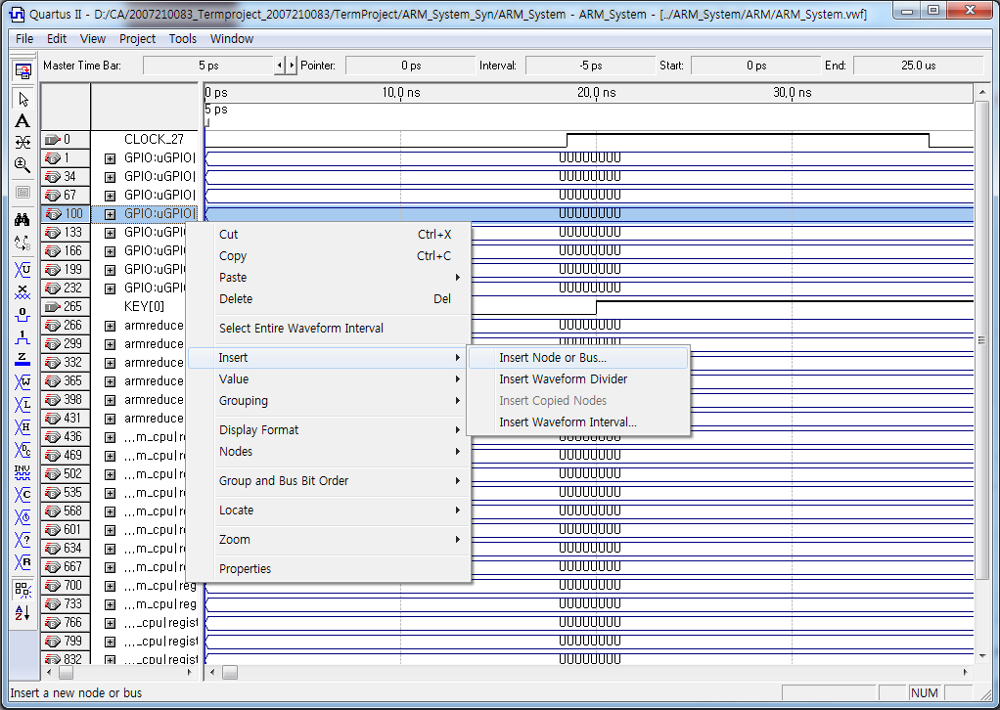 Quartus II - D:/CA/2007210083_Termproject_2007210083/TermProject/ARM_System_Syn/ARM_System - ARM_System - [../ARM_System/ARM/ARM_System.vwf]
File Edit View Project Tools Window
Master Time Bar: 5 ps Pointer: 0 ps Interval: -5 ps Start: 0 ps End: 25.0 us
0 ps 10.0 ns 20.0 ns 30.0 ns
5 ps
0 CLOCK_27
1 GPIO:uGPIO| UUUUUUUU
34 GPIO:uGPIO| UUUUUUUU
67 GPIO:uGPIO| UUUUUUUU
100 GPIO:uGPIO| UUUUUUUU
133 GPIO:uGPI UUUUUUUU
166 GPIO:uGPI UUUUUUUU
199 GPIO:uGPI UUUUUUUU
232 GPIO:uGPI UUUUUUUU
265 KEY[0]
266 armreduce UUUUUUUU
299 armreduce
332 armreduce
365 armreduce
398 armreduce
431 armreduce
436 ...m_cpu|r UUUUUUUU
469 ...m_cpu|r UUUUUUUU
502 ...m_cpu|r UUUUUUUU
535 ...m_cpu|r UUUUUUUU
568 ...m_cpu|r UUUUUUUU
601 ...m_cpu|r UUUUUUUU
634 ...m_cpu|r UUUUUUUU
667 ...m_cpu|r UUUUUUUU
700 ...m_cpu|reg UUUUUUUU
733 ...m_cpu|reg UUUUUUUU
766 ..._cpu|regist UUUUUUUU
799 ..._cpu|regist UUUUUUUU
832 ..._cpu|regist UUUUUUUU
Cut Ctrl+X
Copy Ctrl+C
Paste
Delete Del
Select Entire Waveform Interval
Insert
Value
Grouping
Display Format
Nodes
Group and Bus Bit Order
Locate
Zoom
Properties
Insert Node or Bus...
Insert Waveform Divider
Insert Copied Nodes
Insert Waveform Interval...
Insert a new node or bus
NUM